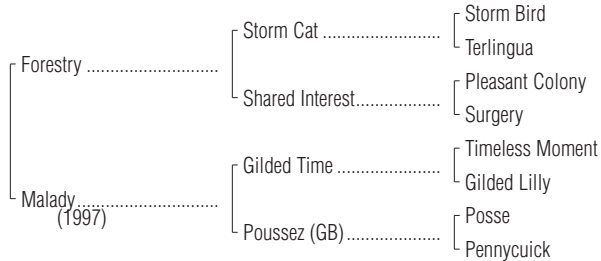 Storm Bird
Storm Cat ........................
Terlingua
Forestry ...........................
Pleasant Colony
Shared Interest.................
Surgery
Timeless Moment
Gilded Time .....................
Gilded Lilly
Malady.............................
(1997)
Posse
Poussez (GB)...................
Pennycuick